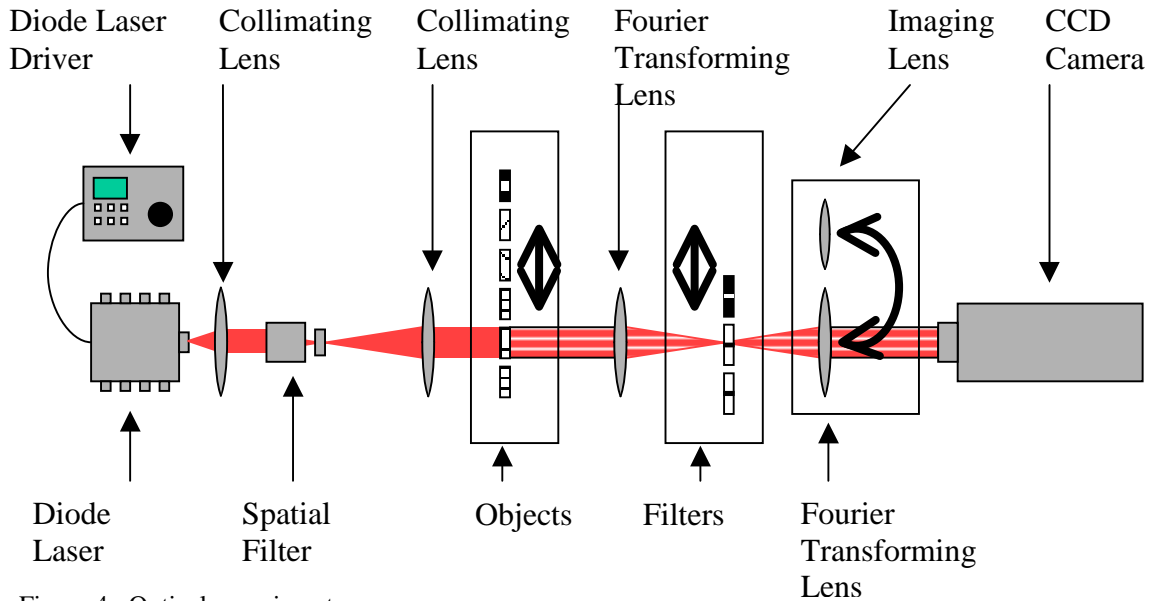 Diode Laser
Driver
Collimating
Lens
Collimating
Lens
Fourier
Transforming
Lens
Imaging
Lens
CCD
Camera
Diode
Laser
Spatial
Filter
Objects
Filters
Fourier
Transforming
Lens